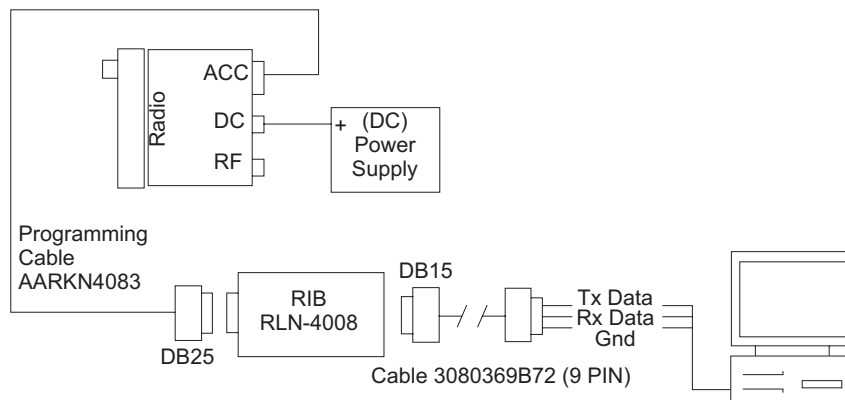 ACC
DC
RF
Radio
+ (DC)
Power
Supply
Programming
Cable
AARKN4083
DB25
RIB
RLN-4008
DB15
Tx Data
Rx Data
Gnd
Cable 3080369B72 (9 PIN)